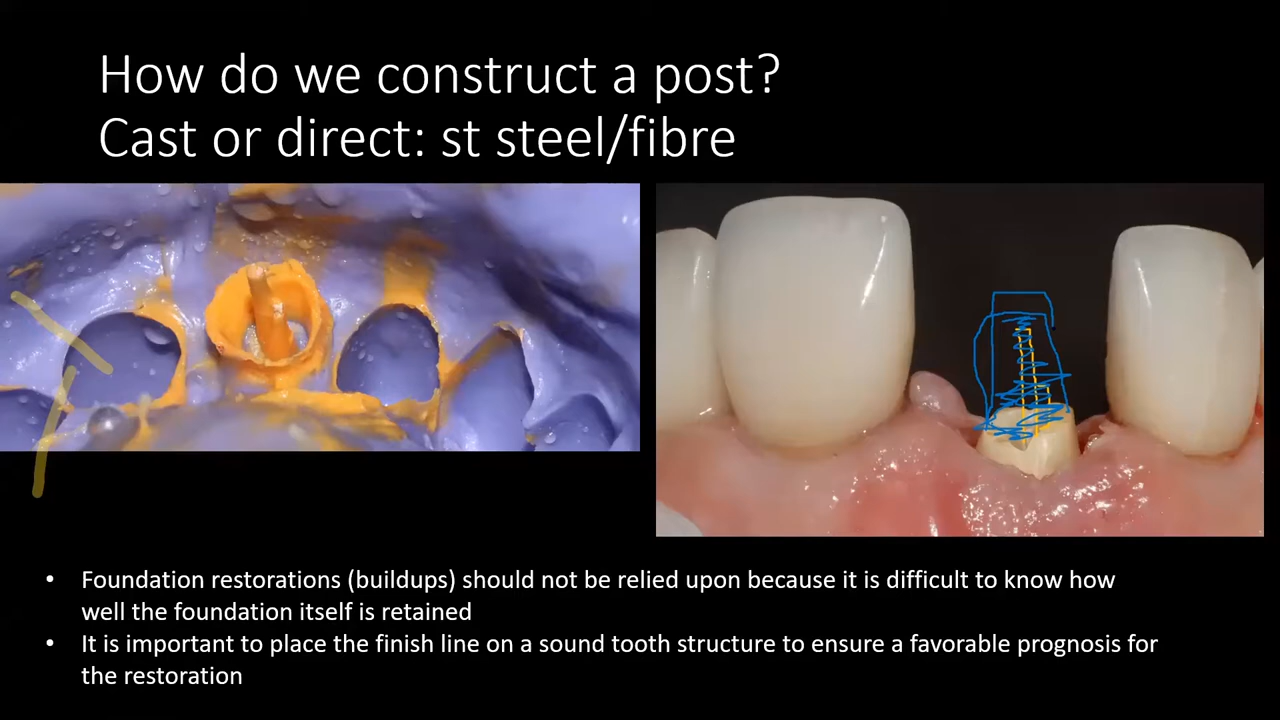 How do we construct a post?
Cast or direct: st steel/fibre
• Foundation restorations (buildups) should not be relied upon because it is difficult to know how
well the foundation itself is retained
• It is important to place the finish line on a sound tooth structure to ensure a favorable prognosis for
the restoration